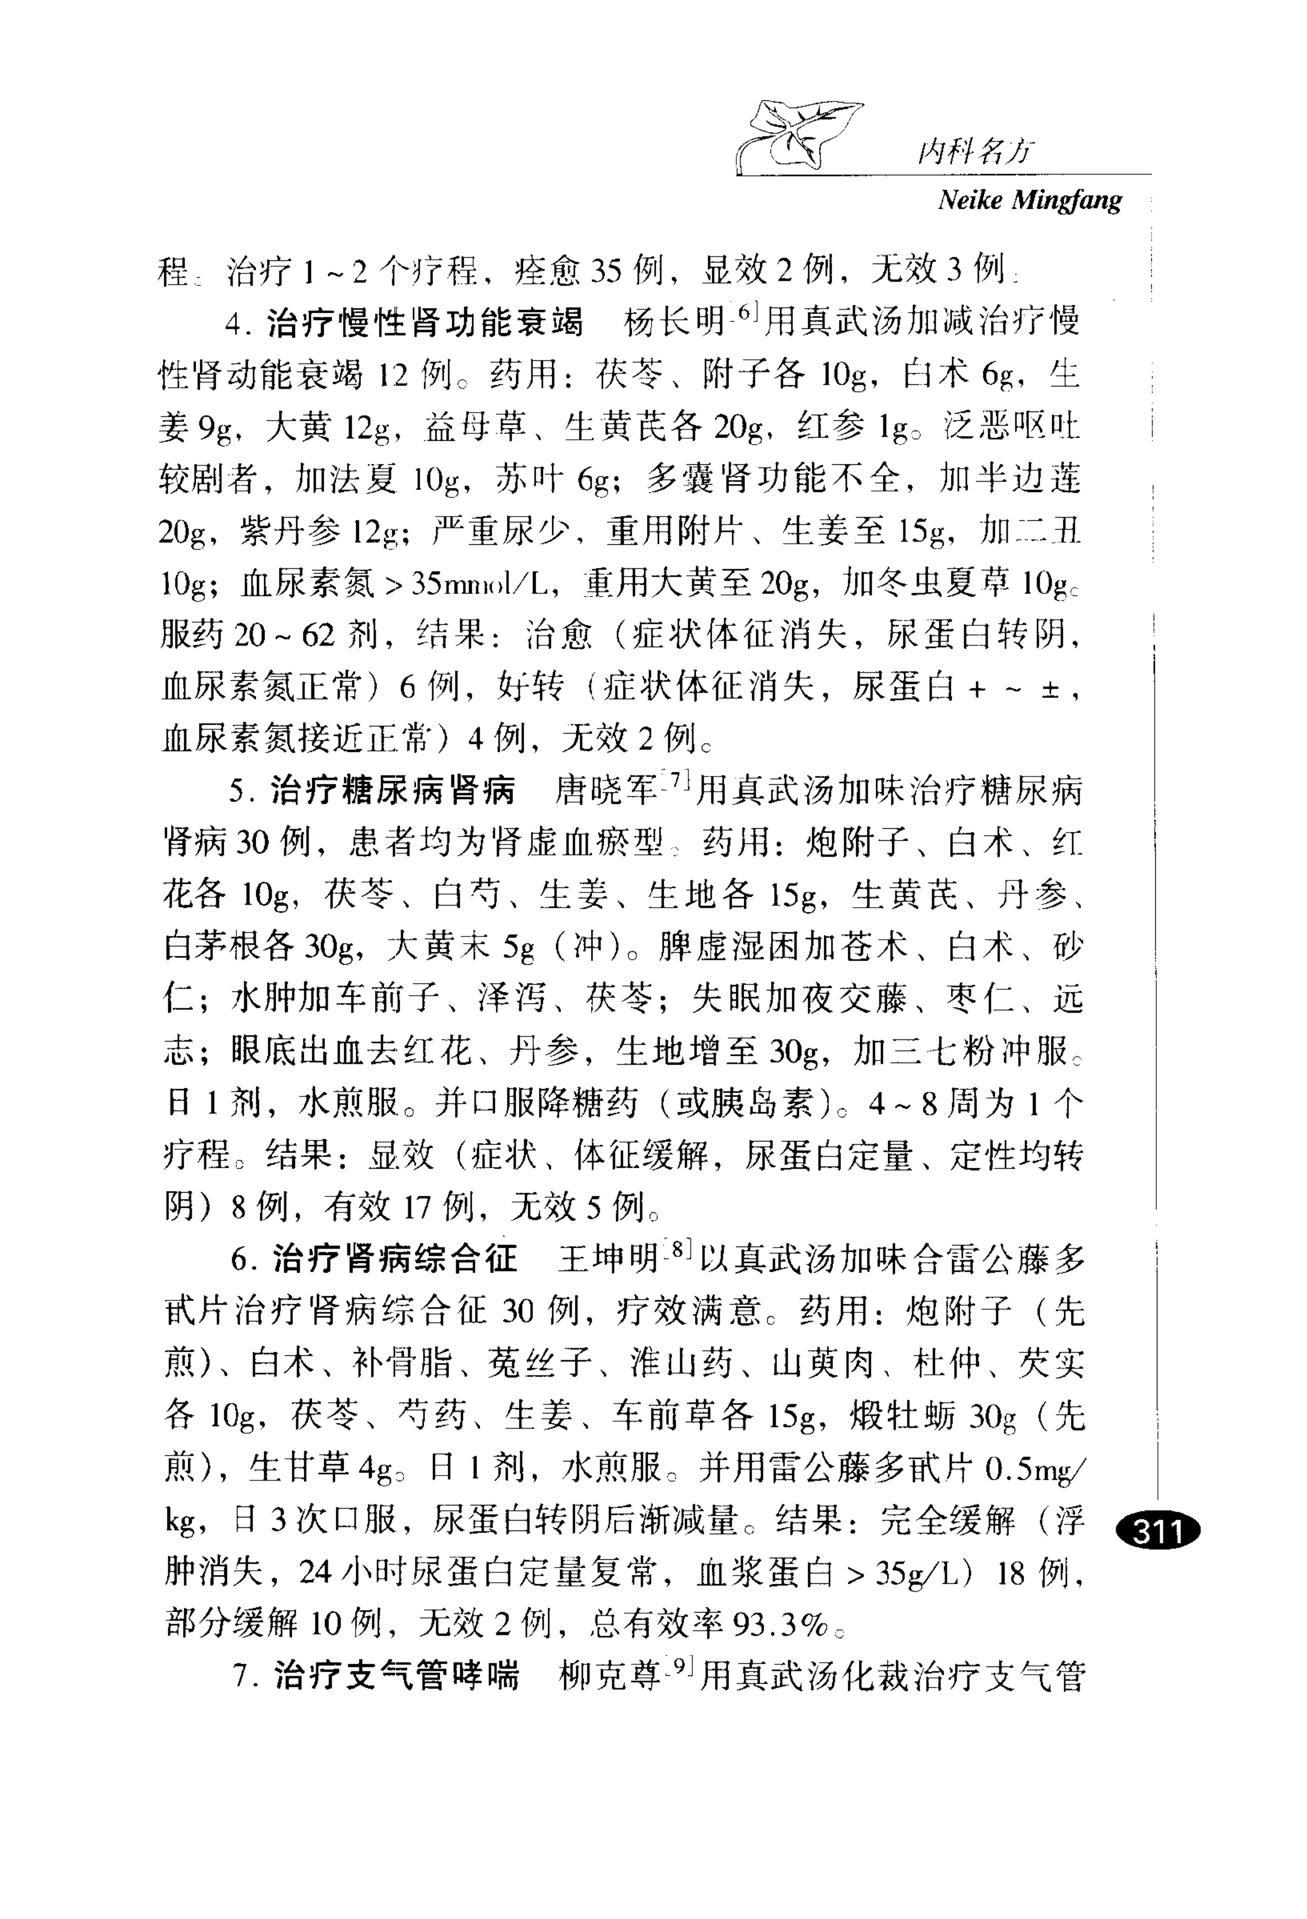 内科名方
Neike Mingfang
程。治疗1~2个疗程，痊愈35例，显效2例，无效3例。
4. 治疗慢性肾功能衰竭　杨长明[6]用真武汤加减治疗慢
性肾动能衰竭 12 例。药用：茯苓、附子各 10g，白术 6g，生
姜 9g，大黄 12g，益母草、生黄芪各 20g，红参 1g。泛恶呕吐
较剧者，加法夏 10g，苏叶 6g；多囊肾功能不全，加半边莲
20g，紫丹参 12g；严重尿少，重用附片、生姜至 15g，加二丑
10g；血尿素氮 > 35mmol/L，重用大黄至 20g，加冬虫夏草 10g。
服药 20~62 剂，结果：治愈（症状体征消失，尿蛋白转阴，
血尿素氮正常）6 例，好转（症状体征消失，尿蛋白 + ~ ±，
血尿素氮接近正常）4 例，无效 2 例。
5. 治疗糖尿病肾病　唐晓军[7]用真武汤加味治疗糖尿病
肾病 30 例，患者均为肾虚血瘀型。药用：炮附子、白术、红
花各 10g，茯苓、白芍、生姜、生地各 15g，生黄芪、丹参、
白茅根各 30g，大黄末 5g（冲）。脾虚湿困加苍术、白术、砂
仁；水肿加车前子、泽泻、茯苓；失眠加夜交藤、枣仁、远
志；眼底出血去红花、丹参，生地增至 30g，加三七粉冲服。
日 1 剂，水煎服。并口服降糖药（或胰岛素）。4~8 周为 1 个
疗程。结果：显效（症状、体征缓解，尿蛋白定量、定性均转
阴）8 例，有效 17 例，无效 5 例。
6. 治疗肾病综合征　王坤明[8]以真武汤加味合雷公藤多
甙片治疗肾病综合征 30 例，疗效满意。药用：炮附子（先
煎）、白术、补骨脂、菟丝子、淮山药、山萸肉、杜仲、芡实
各 10g，茯苓、芍药、生姜、车前草各 15g，煅牡蛎 30g（先
煎），生甘草 4g。日 1 剂，水煎服。并用雷公藤多甙片 0.5mg/
kg，日 3 次口服，尿蛋白转阴后渐减量。结果：完全缓解（浮
肿消失，24 小时尿蛋白定量复常，血浆蛋白 > 35g/L）18 例，
部分缓解 10 例，无效 2 例，总有效率 93.3%。
7. 治疗支气管哮喘　柳克尊[9]用真武汤化裁治疗支气管
311